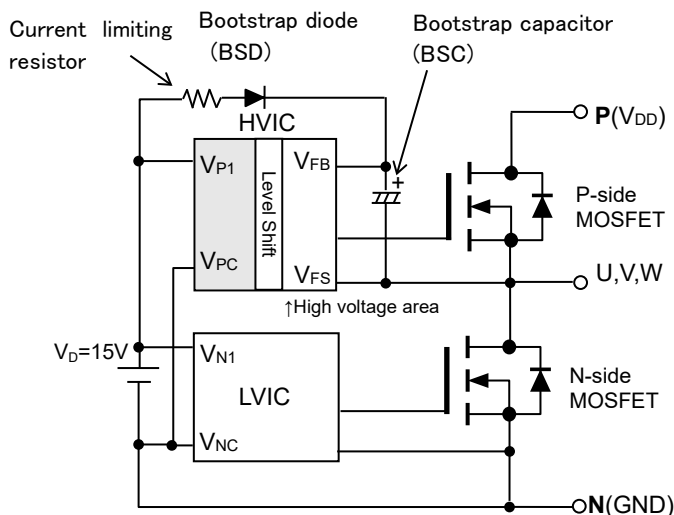 Current limiting
resistor
Bootstrap diode
(BSD)
Bootstrap capacitor
(BSC)
HVIC
P(VDD)
VP1
VFB
+
Level Shift
P-side
MOSFET
VPC
VFS
U,V,W
↑High voltage area
VD=15V
VN1
LVIC
N-side
MOSFET
VNC
N(GND)